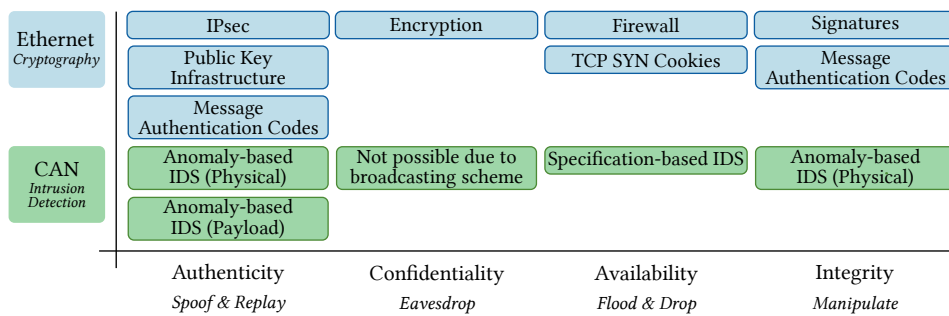 Ethernet
Cryptography
IPsec
Encryption
Firewall
Signatures
Public Key
Infrastructure
TCP SYN Cookies
Message
Authentication Codes
Message
Authentication Codes
CAN
Intrusion
Detection
Anomaly-based
IDS (Physical)
Not possible due to
broadcasting scheme
Specification-based IDS
Anomaly-based
IDS (Physical)
Anomaly-based
IDS (Payload)
Authenticity
Confidentiality
Availability
Integrity
Spoof & Replay
Eavesdrop
Flood & Drop
Manipulate